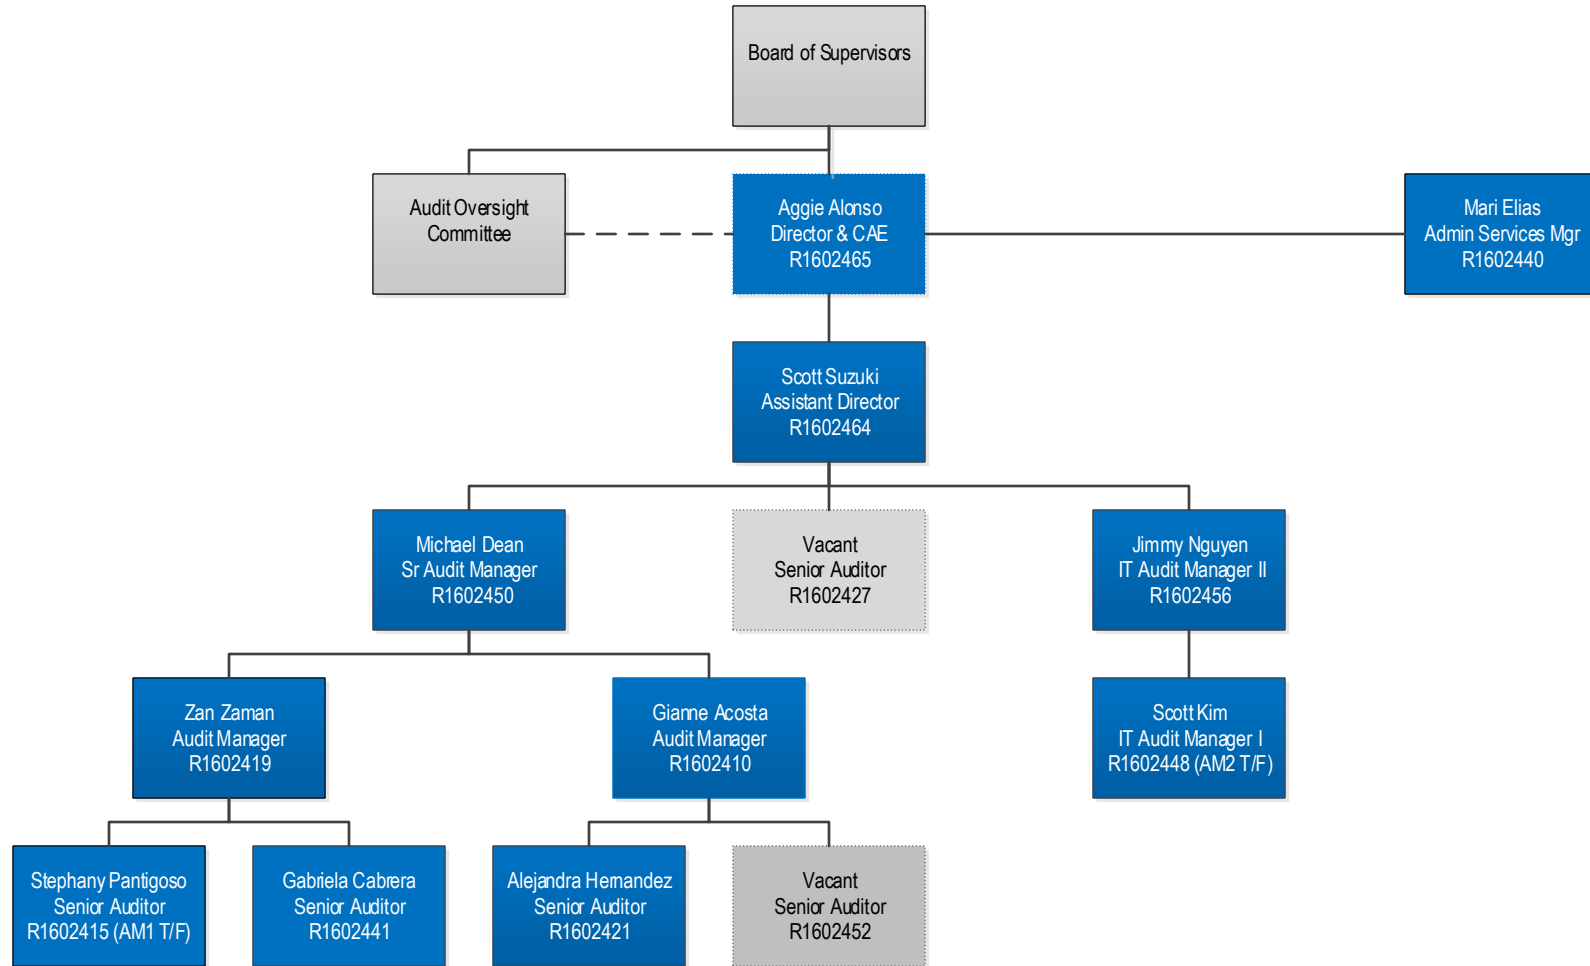 Board of Supervisors
Audit Oversight
Committee
Aggie Alonso
Director & CAE
R1602465
Mari Elias
Admin Services Mgr
R1602440
Scott Suzuki
Assistant Director
R1602464
Michael Dean
Sr Audit Manager
R1602450
Vacant
Senior Auditor
R1602427
Jimmy Nguyen
IT Audit Manager II
R1602456
Zan Zaman
Audit Manager
R1602419
Gianne Acosta
Audit Manager
R1602410
Scott Kim
IT Audit Manager I
R1602448 (AM2 T/F)
Stephany Pantigoso
Senior Auditor
R1602415 (AM1 T/F)
Gabriela Cabrera
Senior Auditor
R1602441
Alejandra Hernandez
Senior Auditor
R1602421
Vacant
Senior Auditor
R1602452